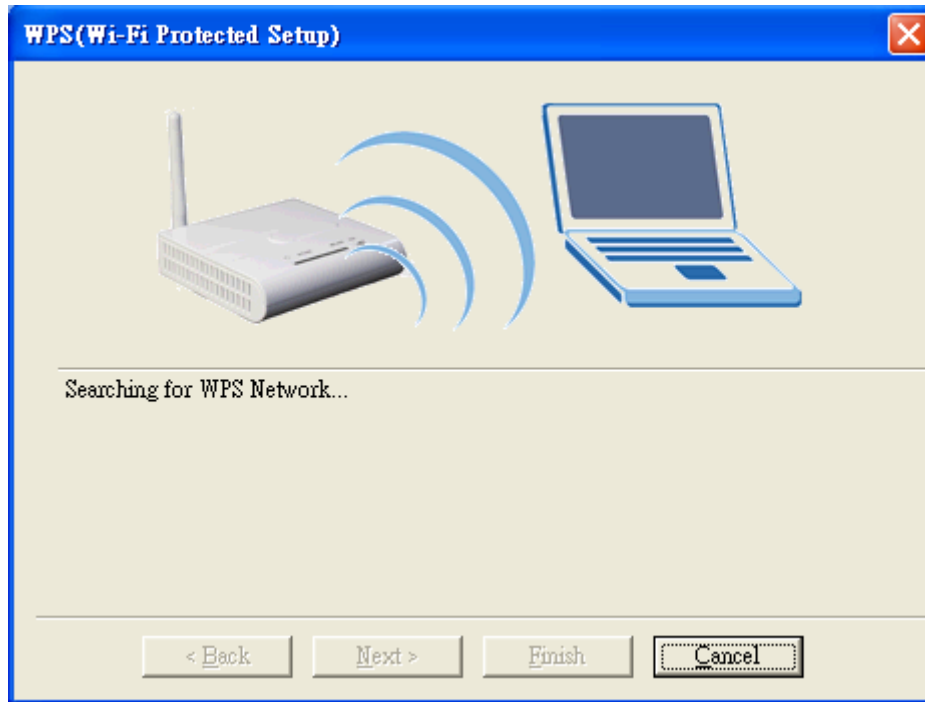 WPS(Wi-Fi Protected Setup)
Searching for WPS Network...
< Back
Next >
Finish
Cancel